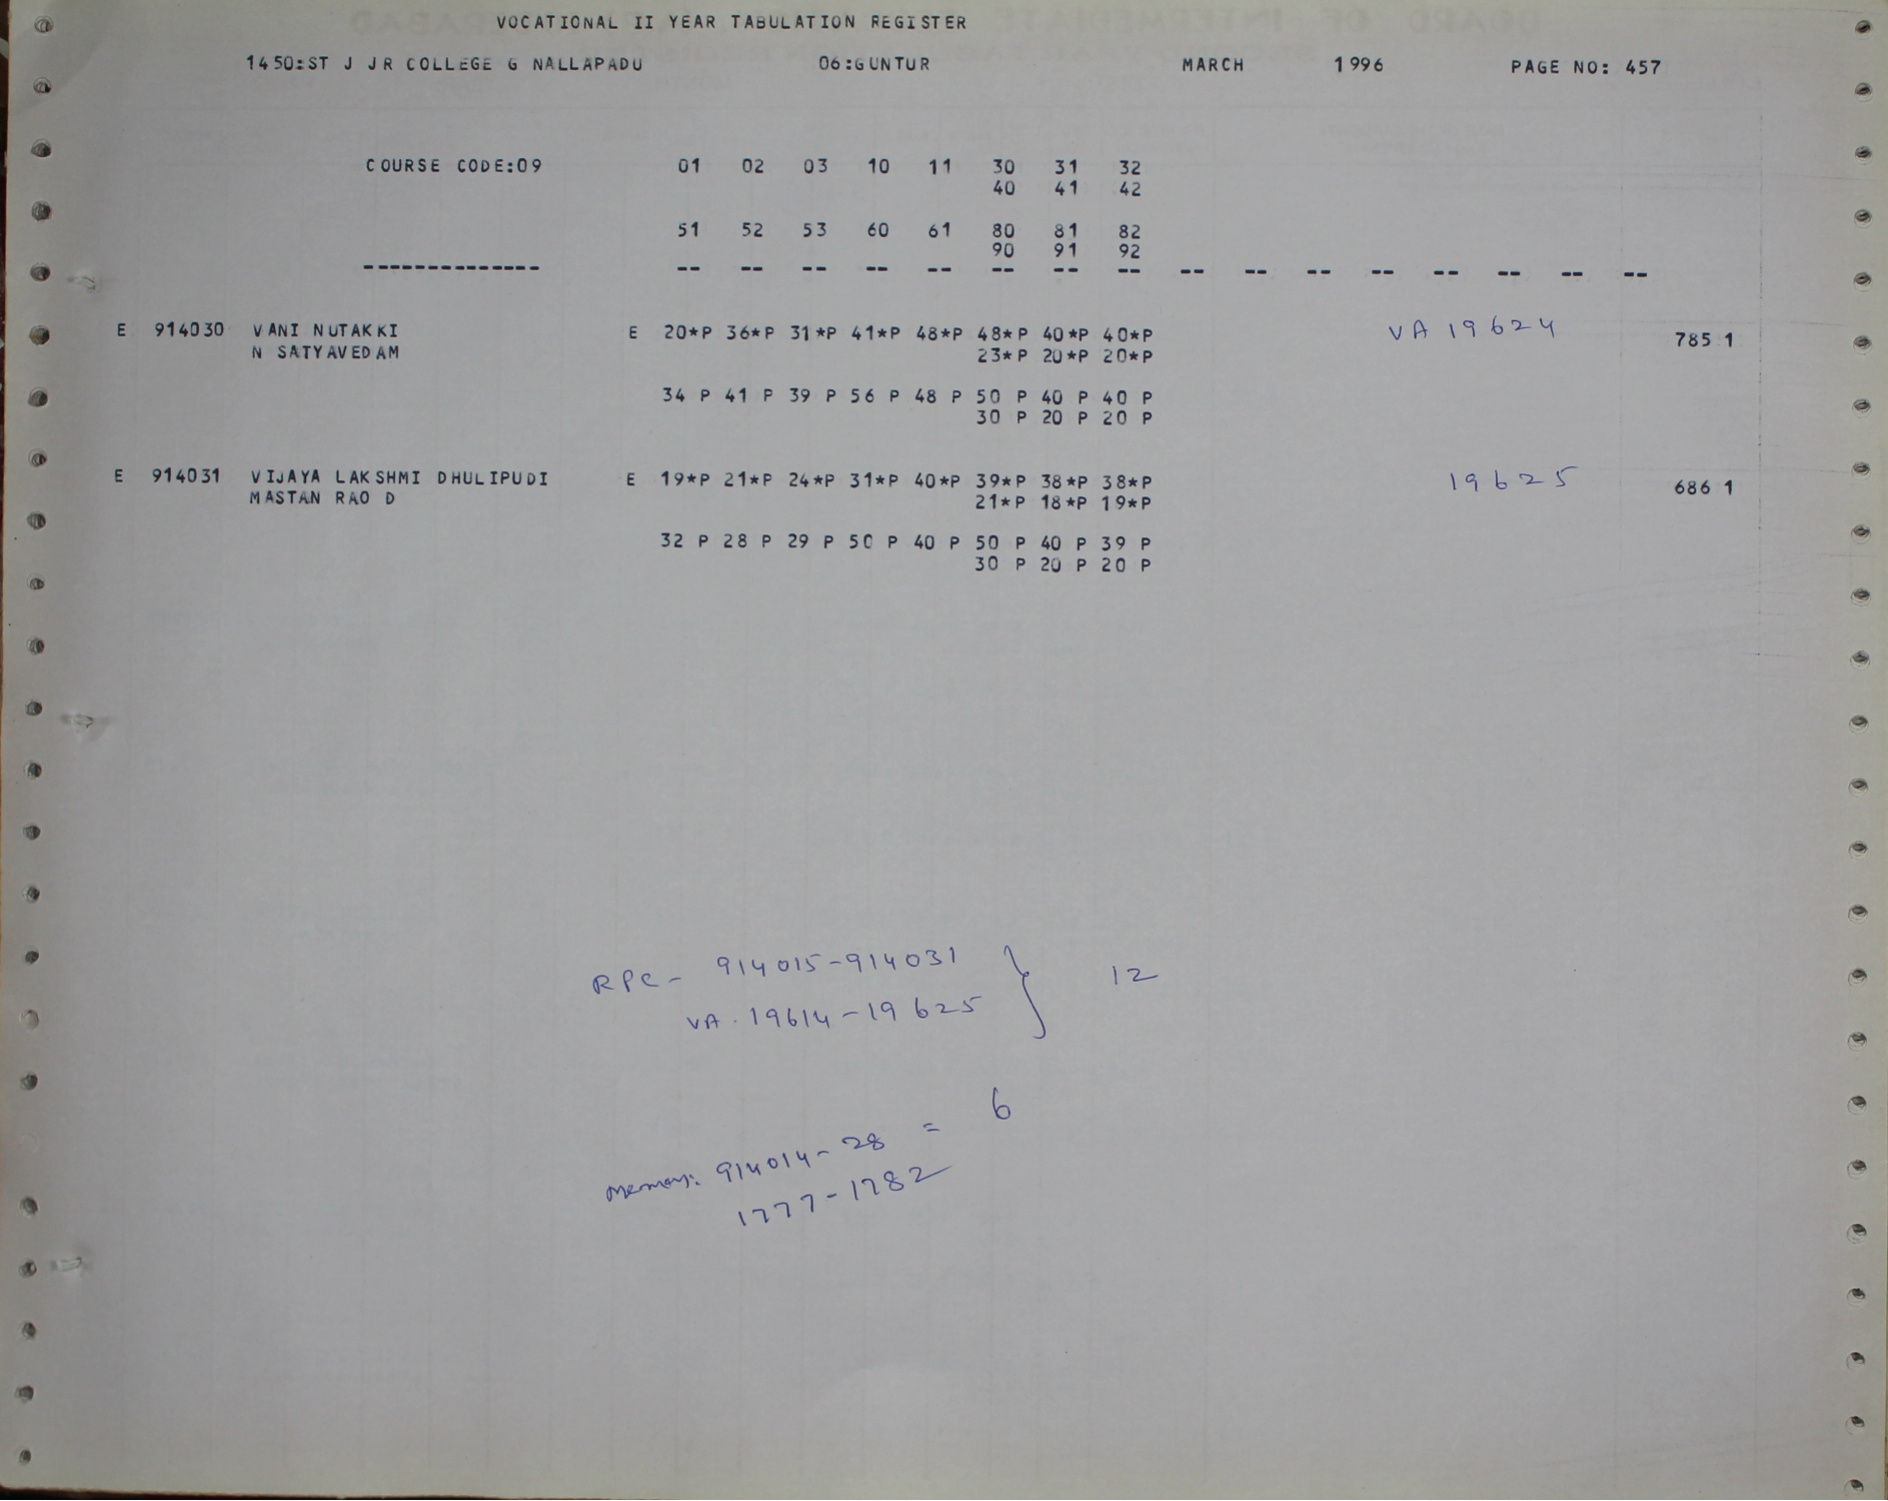 VOCATIONAL II YEAR TABULATION REGISTER
1450:ST J JR COLLEGE G NALLAPADU 06:GUNTUR MARCH 1996 PAGE NO: 457
COURSE CODE:09 01 02 03 10 11 30 31 32
40 41 42
51 52 53 60 61 80 81 82
90 91 92
-------------- -- -- -- -- -- -- -- -- -- -- -- -- -- -- -- --
E 914030 VANI NUTAKKI E 20*P 36*P 31*P 41*P 48*P 48*P 40*P 40*P VA 19624 785 1
N SATYAVEDAM 23*P 20*P 20*P
34 P 41 P 39 P 56 P 48 P 50 P 40 P 40 P
30 P 20 P 20 P
E 914031 VIJAYA LAKSHMI DHULIPUDI E 19*P 21*P 24*P 31*P 40*P 39*P 38*P 38*P 19625 686 1
MASTAN RAO D 21*P 18*P 19*P
32 P 28 P 29 P 50 P 40 P 50 P 40 P 39 P
30 P 20 P 20 P
RPC - 914015-914031 } 12
VA. 19614-19625
Memory: 914014-28 = 6
1777-1782